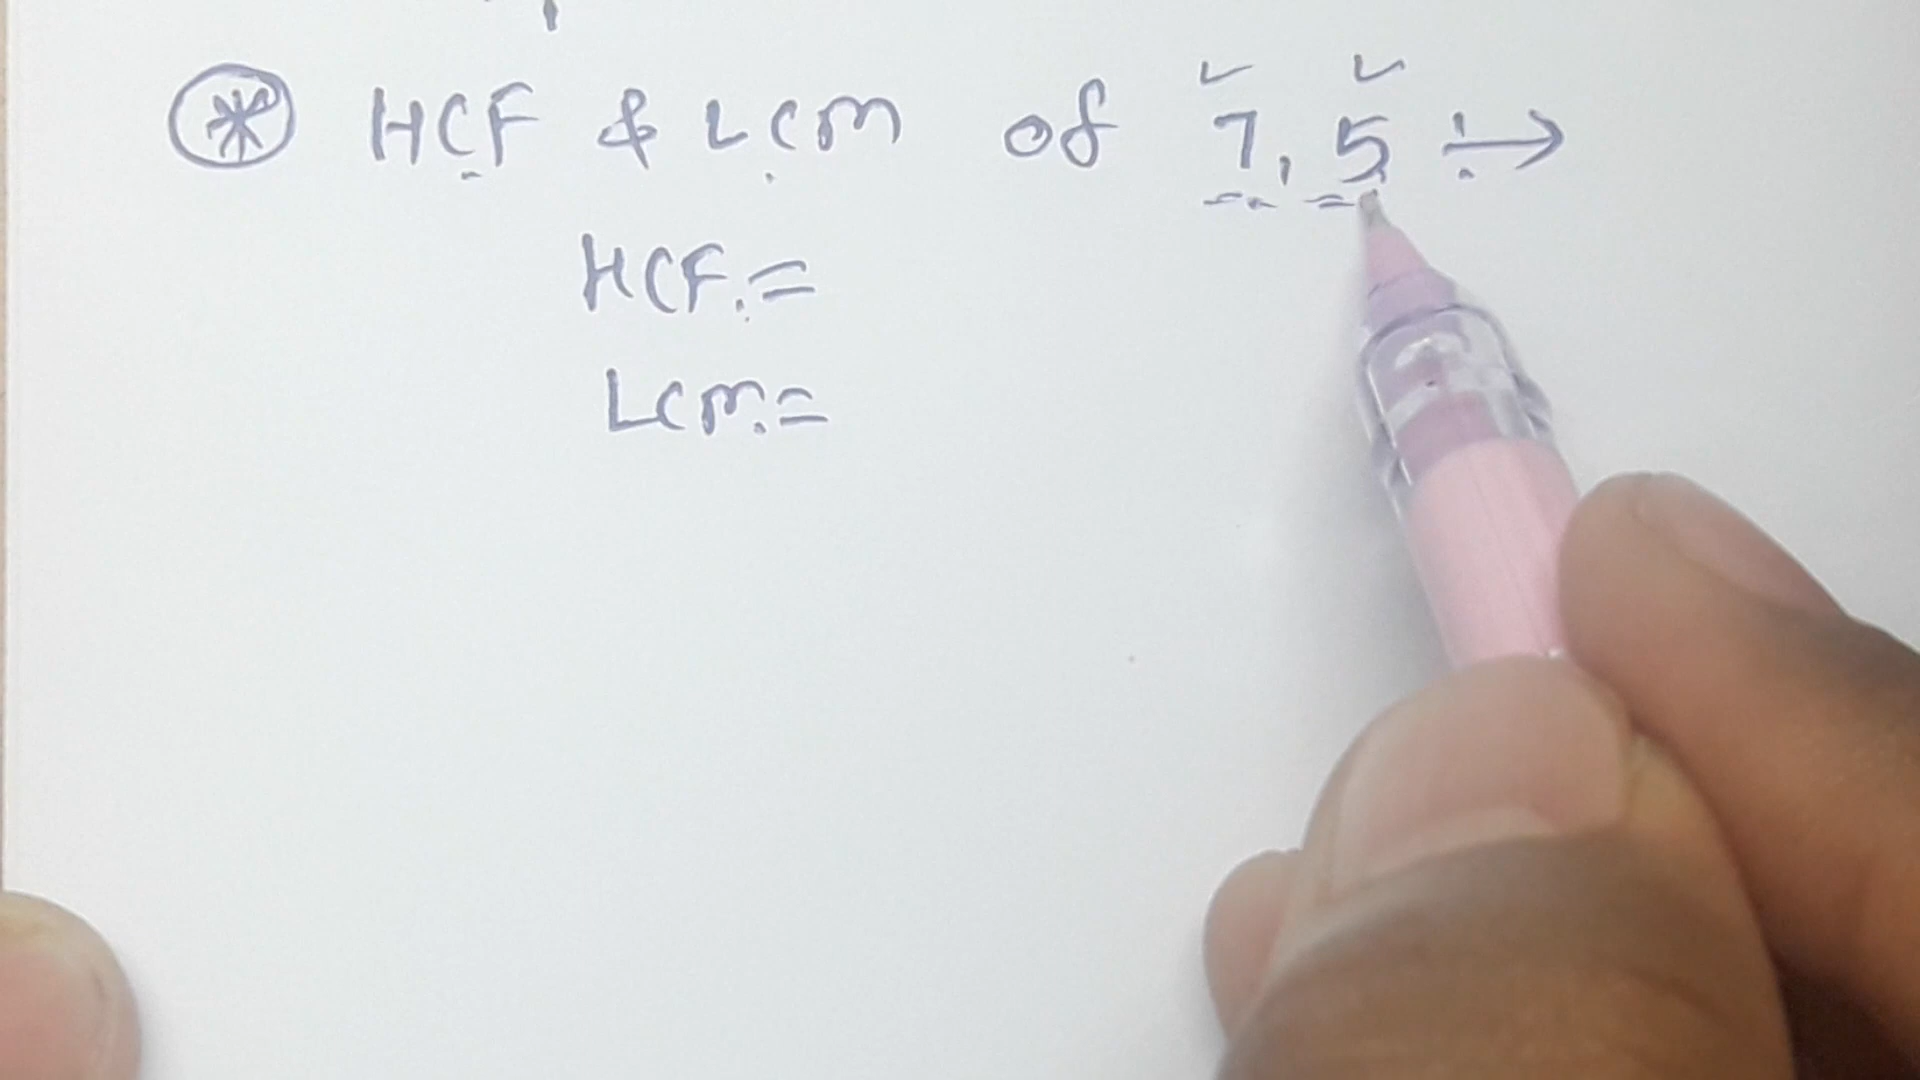 HCF & LCM of 7, 5 :→
HCF.=
LCM.=